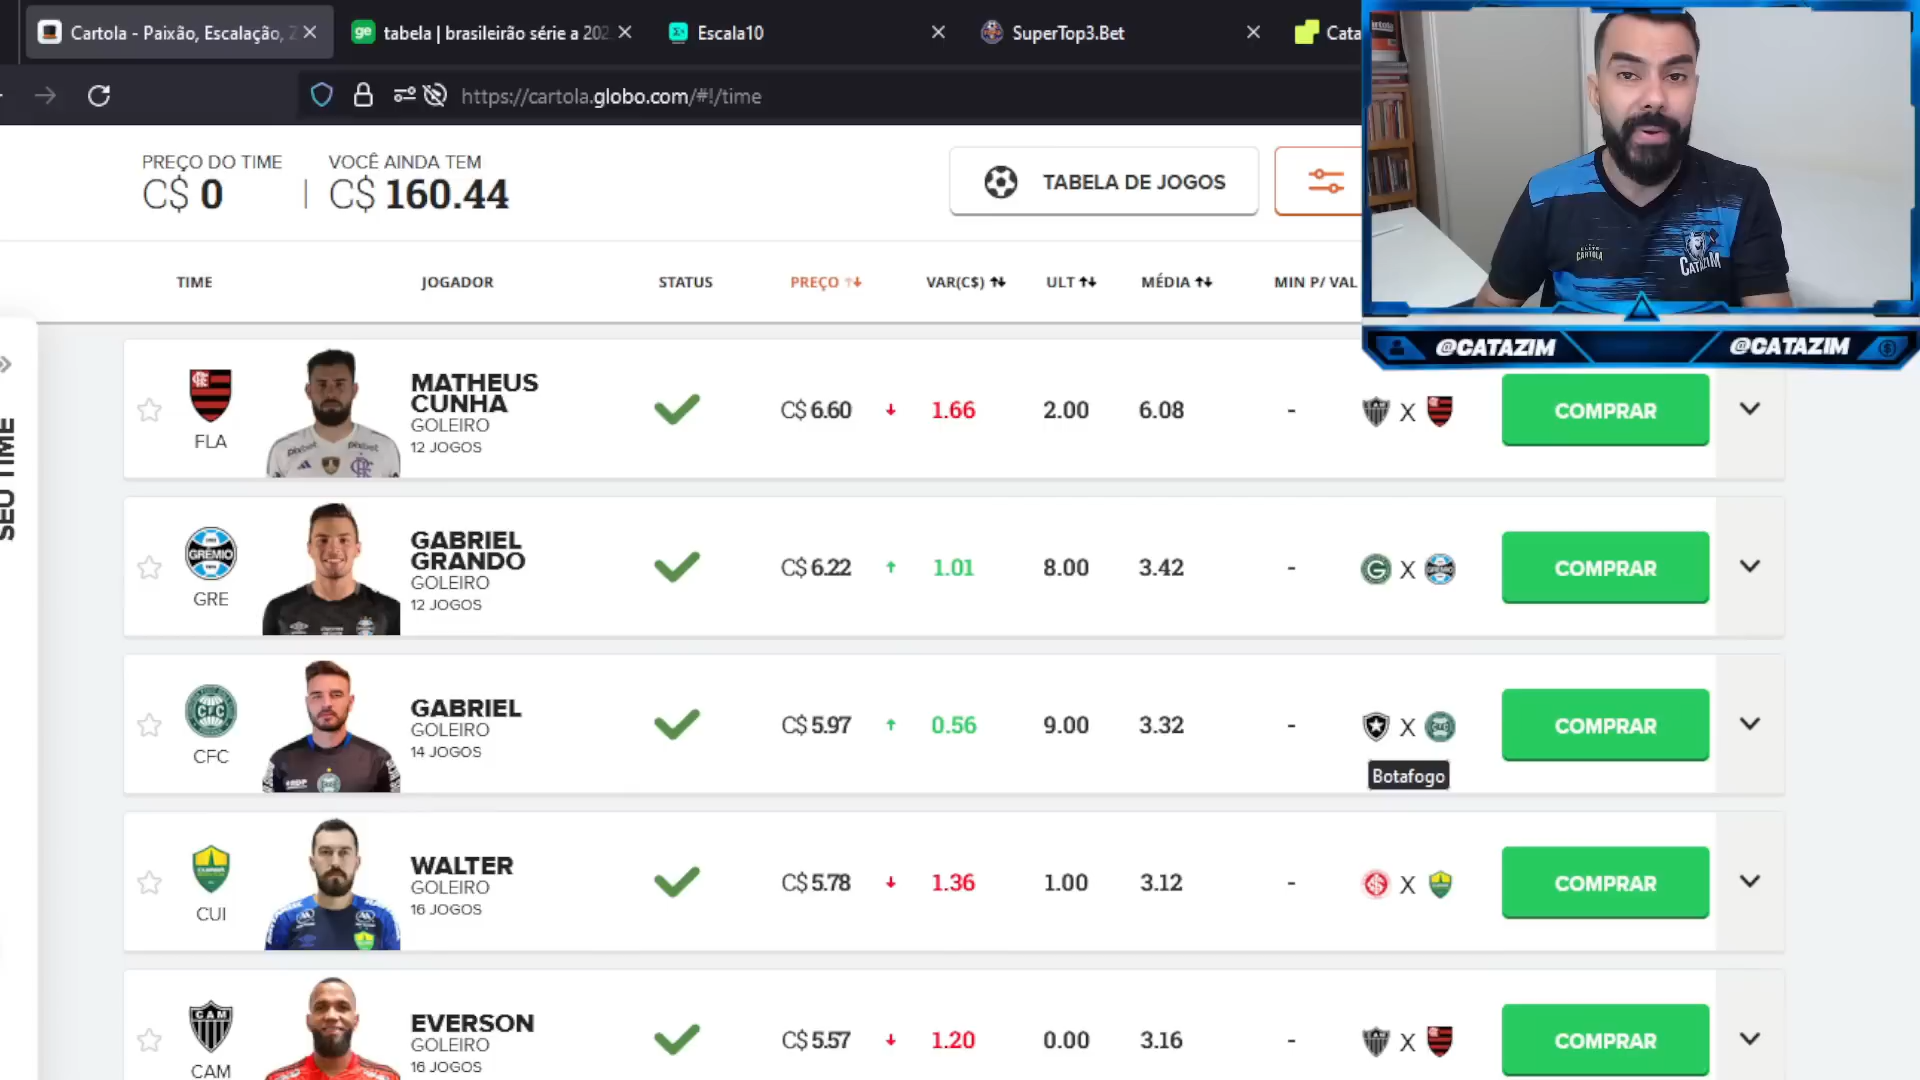 Cartola - Paixão, Escalação, Z
tabela | brasileirão série a 202
Escala10
SuperTop3.Bet
Cata
https://cartola.globo.com/#!/time
PREÇO DO TIME
VOCÊ AINDA TEM
C$ 0
C$ 160.44
TABELA DE JOGOS
TIME
JOGADOR
STATUS
PREÇO
VAR(C$)
ULT
MÉDIA
MIN P/ VAL
ELITE
CARTOLA
CATAZIM
@CATAZIM
@CATAZIM
SEU TIME
FLA
MATHEUS
CUNHA
GOLEIRO
12 JOGOS
C$ 6.60
1.66
2.00
6.08
-
X
COMPRAR
GRÊMIO
GRE
GABRIEL
GRANDO
GOLEIRO
12 JOGOS
C$ 6.22
1.01
8.00
3.42
-
X
COMPRAR
CFC
CFC
GABRIEL
GOLEIRO
14 JOGOS
C$ 5.97
0.56
9.00
3.32
-
X
Botafogo
COMPRAR
CUI
WALTER
GOLEIRO
16 JOGOS
C$ 5.78
1.36
1.00
3.12
-
X
COMPRAR
CAM
CAM
EVERSON
GOLEIRO
16 JOGOS
C$ 5.57
1.20
0.00
3.16
-
X
COMPRAR